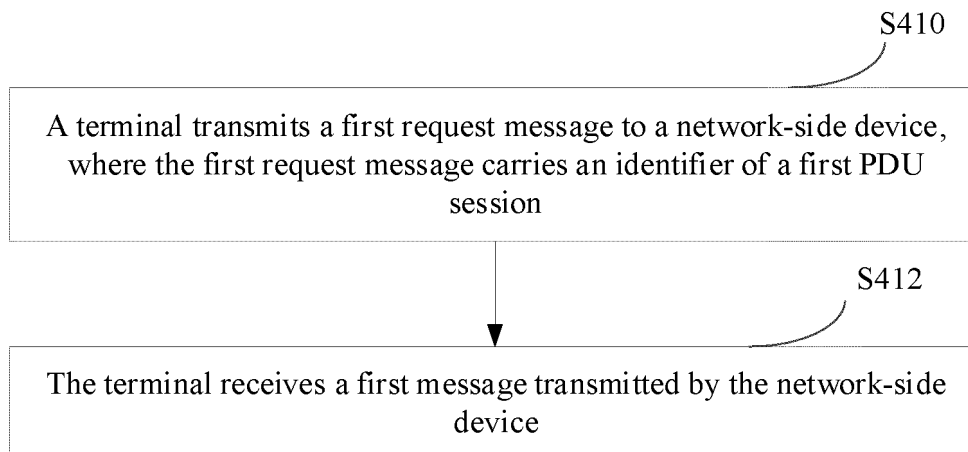 S410
A terminal transmits a first request message to a network-side device,
where the first request message carries an identifier of a first PDU
session
S412
The terminal receives a first message transmitted by the network-side
device